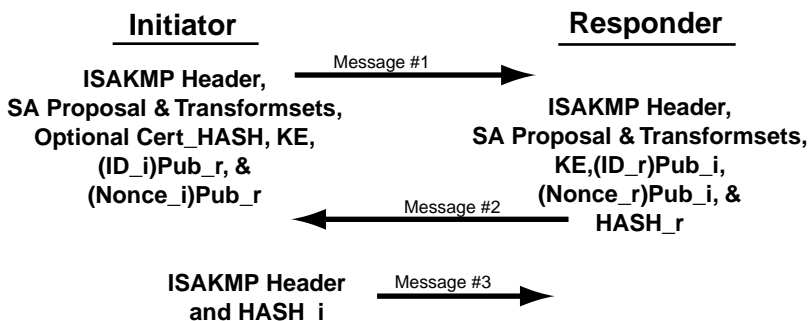 Initiator
Responder
Message #1
ISAKMP Header,
SA Proposal & Transformsets,
Optional Cert_HASH, KE,
(ID_i)Pub_r, &
(Nonce_i)Pub_r
ISAKMP Header,
SA Proposal & Transformsets,
KE,(ID_r)Pub_i,
(Nonce_r)Pub_i, &
HASH_r
Message #2
ISAKMP Header
and HASH_i
Message #3